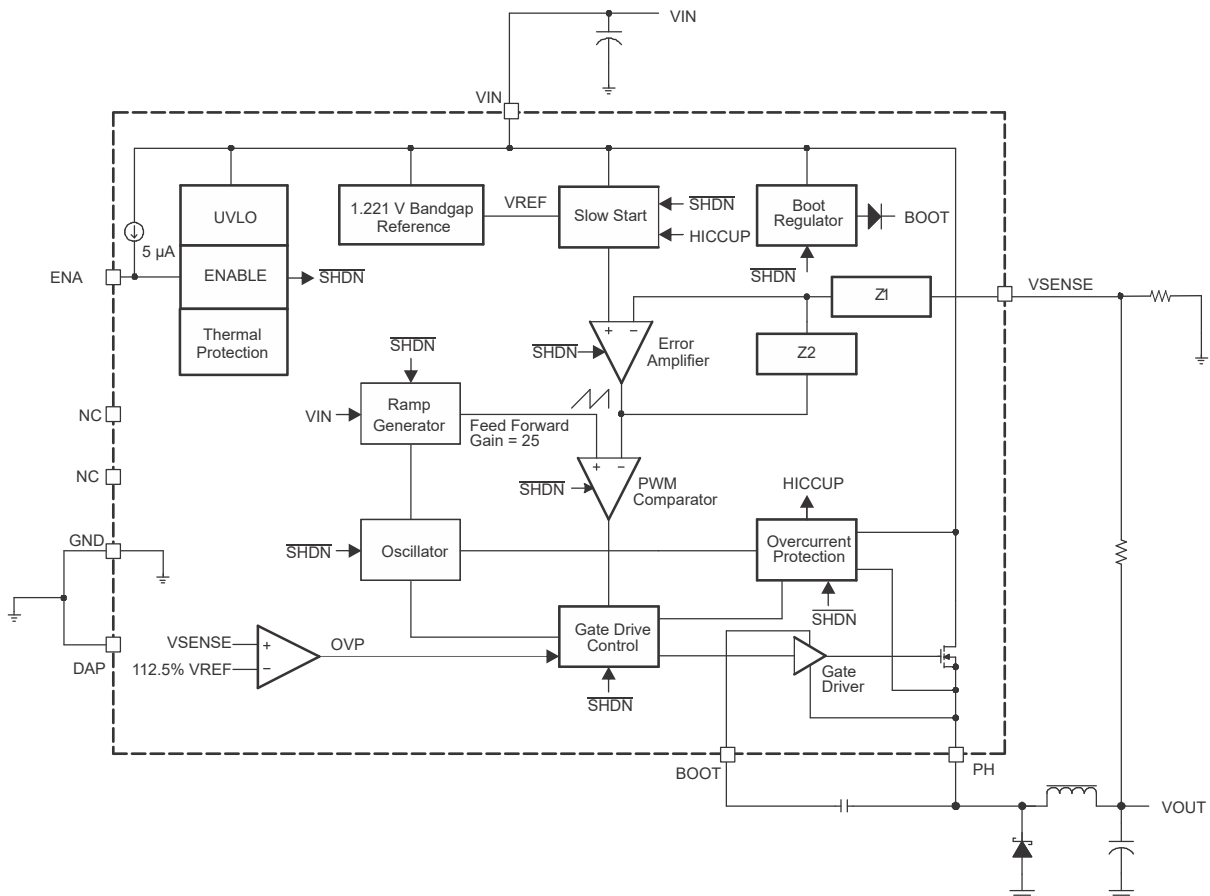 VIN
VIN
UVLO
1.221 V Bandgap
Reference
VREF
Slow Start
SHDN
HICCUP
Boot
Regulator
BOOT
SHDN
5 µA
ENA
ENABLE
SHDN
Thermal
Protection
Z1
VSENSE
Z2
+ −
Error
Amplifier
SHDN
SHDN
VIN
Ramp
Generator
Feed Forward
Gain = 25
NC
NC
+ −
PWM
Comparator
SHDN
HICCUP
GND
SHDN
Oscillator
Overcurrent
Protection
SHDN
DAP
VSENSE
+
112.5% VREF
−
OVP
Gate Drive
Control
SHDN
Gate
Driver
BOOT
PH
VOUT